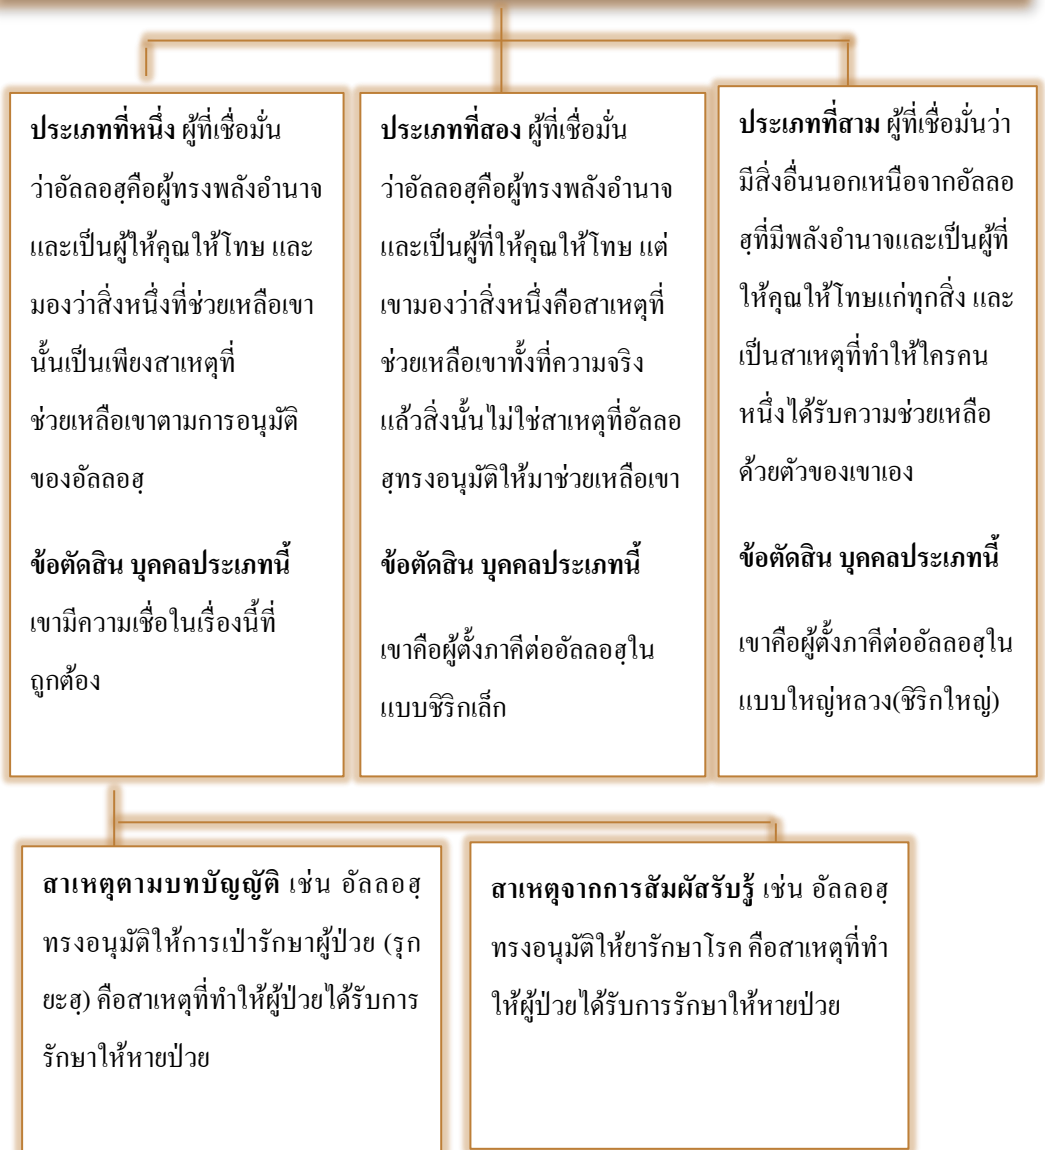 ประเภทที่หนึ่ง ผู้ที่เชื่อมั่น
ว่าอัลลอฮฺคือผู้ทรงพลังอำนาจ
และเป็นผู้ให้คุณให้โทษ และ
มองว่าสิ่งหนึ่งที่ช่วยเหลือเขา
นั้นเป็นเพียงสาเหตุที่
ช่วยเหลือเขาตามการอนุมัติ
ของอัลลอฮฺ
ข้อตัดสิน บุคคลประเภทนี้
เขามีความเชื่อในเรื่องนี้ที่
ถูกต้อง
ประเภทที่สอง ผู้ที่เชื่อมั่น
ว่าอัลลอฮฺคือผู้ทรงพลังอำนาจ
และเป็นผู้ที่ให้คุณให้โทษ แต่
เขามองว่าสิ่งหนึ่งคือสาเหตุที่
ช่วยเหลือเขาทั้งที่ความจริง
แล้วสิ่งนั้นไม่ใช่สาเหตุที่อัลลอ
ฮฺทรงอนุมัติให้มาช่วยเหลือเขา
ข้อตัดสิน บุคคลประเภทนี้
เขาคือผู้ตั้งภาคีต่ออัลลอฮฺใน
แบบชิริกเล็ก
ประเภทที่สาม ผู้ที่เชื่อมั่นว่า
มีสิ่งอื่นนอกเหนือจากอัลลอ
ฮฺที่มีพลังอำนาจและเป็นผู้ที่
ให้คุณให้โทษแก่ทุกสิ่ง และ
เป็นสาเหตุที่ทำให้ใครคน
หนึ่งได้รับความช่วยเหลือ
ด้วยตัวของเขาเอง
ข้อตัดสิน บุคคลประเภทนี้
เขาคือผู้ตั้งภาคีต่ออัลลอฮฺใน
แบบใหญ่หลวง(ชิริกใหญ่)
สาเหตุตามบทบัญญัติ เช่น อัลลอฮฺ
ทรงอนุมัติให้การเป่ารักษาผู้ป่วย (รุก
ยะฮฺ) คือสาเหตุที่ทำให้ผู้ป่วยได้รับการ
รักษาให้หายป่วย
สาเหตุจากการสัมผัสรับรู้ เช่น อัลลอฮฺ
ทรงอนุมัติให้ยารักษาโรค คือสาเหตุที่ทำ
ให้ผู้ป่วยได้รับการรักษาให้หายป่วย